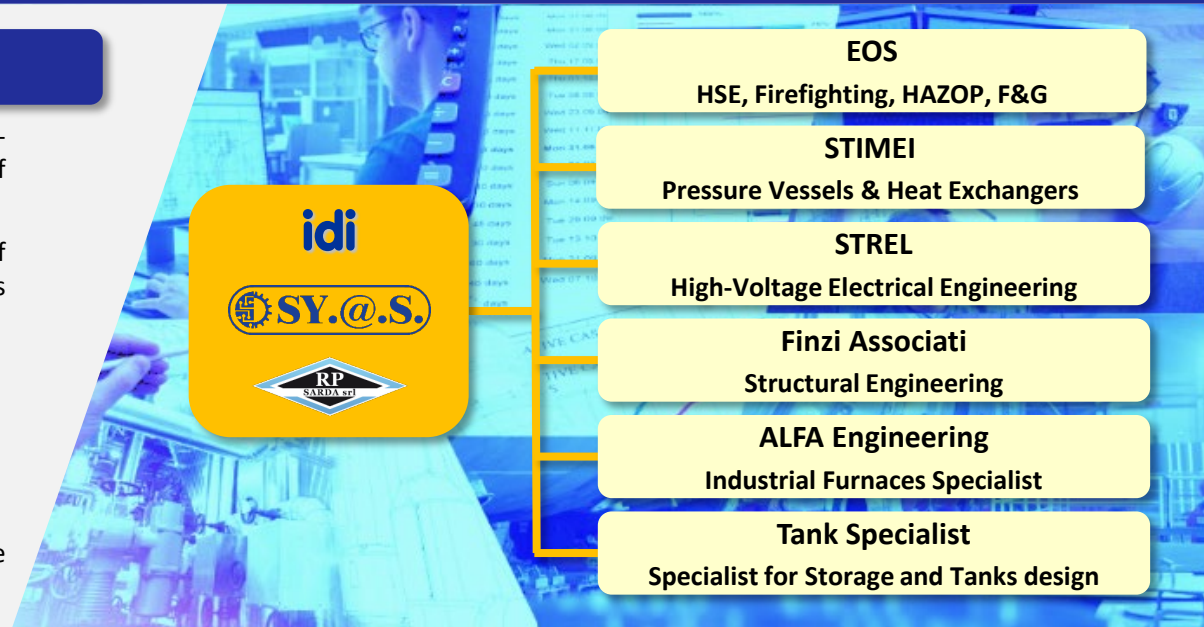 f
f
s
e
idi
SY.@.S.
RP
SARDA srl
EOS
HSE, Firefighting, HAZOP, F&G
STIMEI
Pressure Vessels & Heat Exchangers
STREL
High-Voltage Electrical Engineering
Finzi Associati
Structural Engineering
ALFA Engineering
Industrial Furnaces Specialist
Tank Specialist
Specialist for Storage and Tanks design